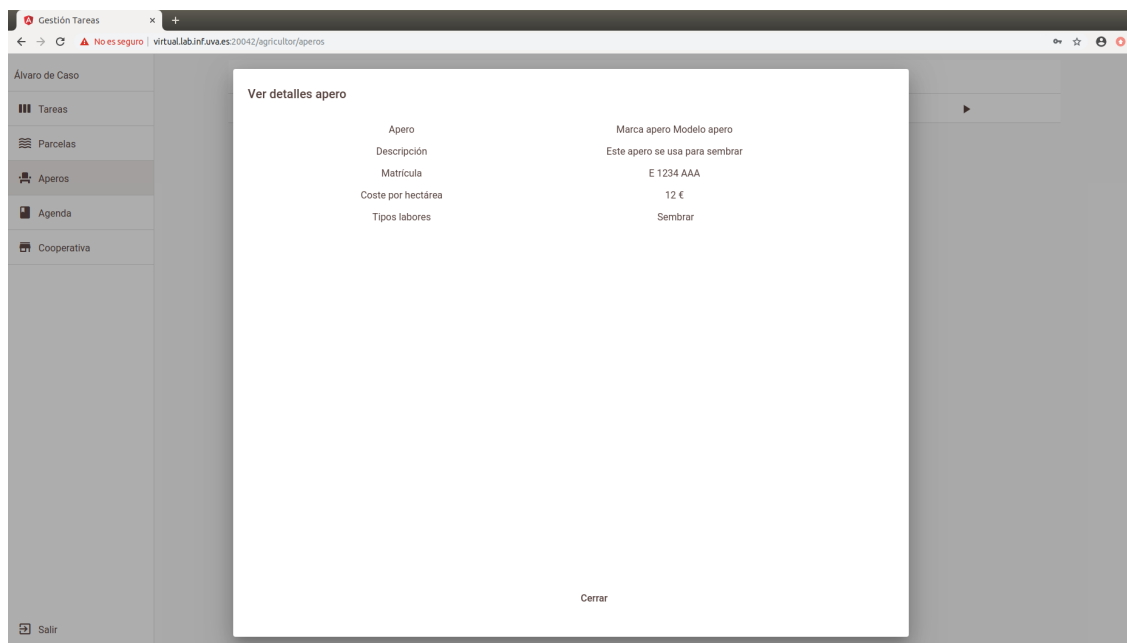 Gestión Tareas
No es seguro | virtual.lab.inf.uva.es:20042/agricultor/aperos
Álvaro de Caso
Tareas
Parcelas
Aperos
Agenda
Cooperativa
Salir
Ver detalles apero
Apero Marca apero Modelo apero
Descripción Este apero se usa para sembrar
Matrícula E 1234 AAA
Coste por hectárea 12 €
Tipos labores Sembrar
Cerrar